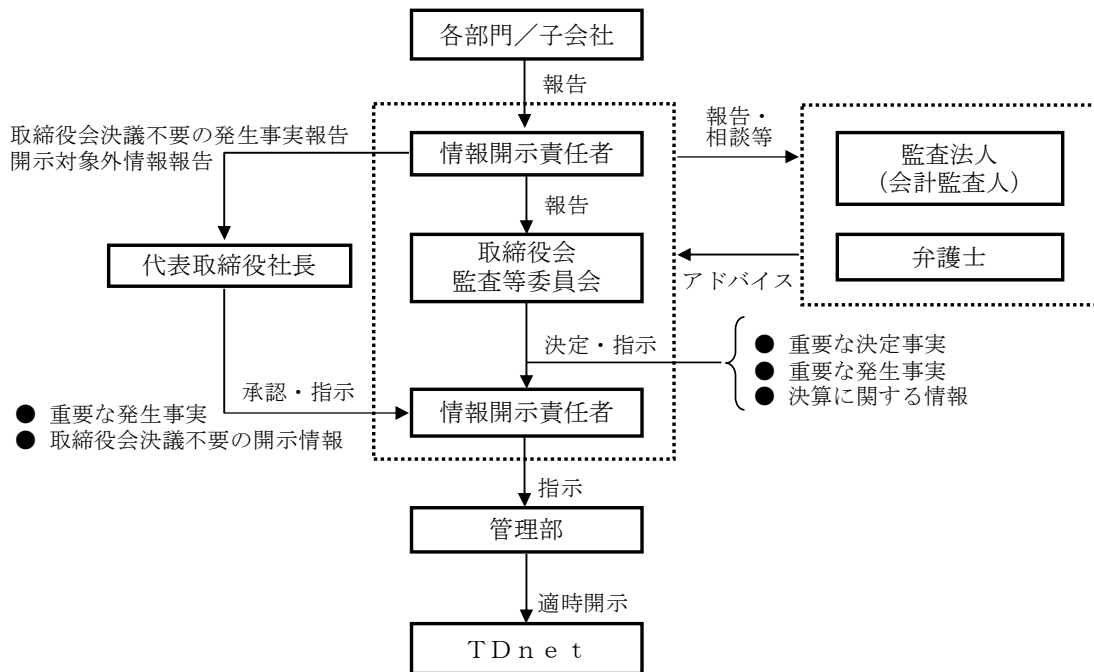 各部門／子会社
報告
取締役会決議不要の発生事実報告
開示対象外情報報告
情報開示責任者
報告・
相談等
監査法人
（会計監査人）
報告
代表取締役社長
取締役会
監査等委員会
アドバイス
弁護士
決定・指示
● 重要な決定事実
● 重要な発生事実
● 決算に関する情報
承認・指示
● 重要な発生事実
● 取締役会決議不要の開示情報
情報開示責任者
指示
管理部
適時開示
ＴＤｎｅｔ